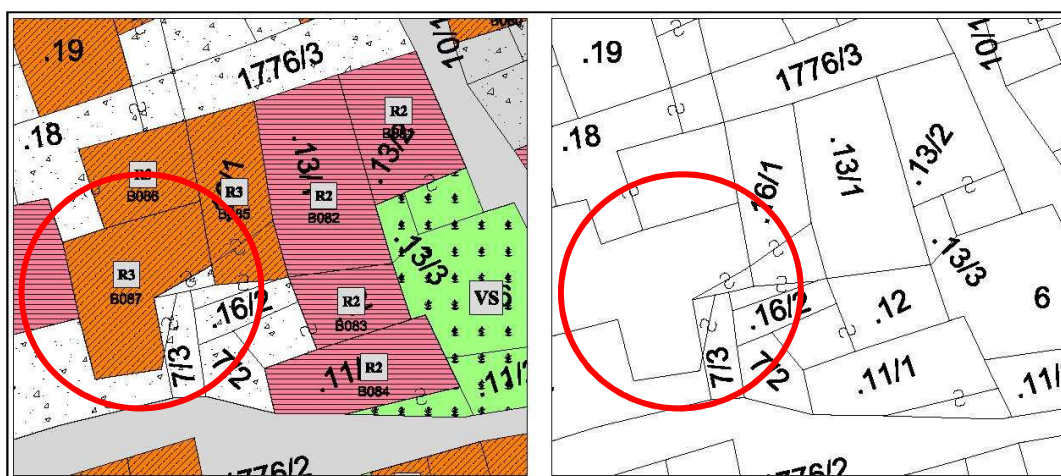 .19
10/1
1776/3
.18
R2
R2
B086
R3
B085
.13/1
R2
B082
.13/2
.13/3
VS
R3
B087
.16/2
R2
B083
7/3
7/2
R2
B084
.11/2
1776/2
.19
10/1
1776/3
.18
.16/1
.13/1
.13/2
.13/3
.16/2
.12
6
7/3
7/2
.11/1
.11/
1776/2